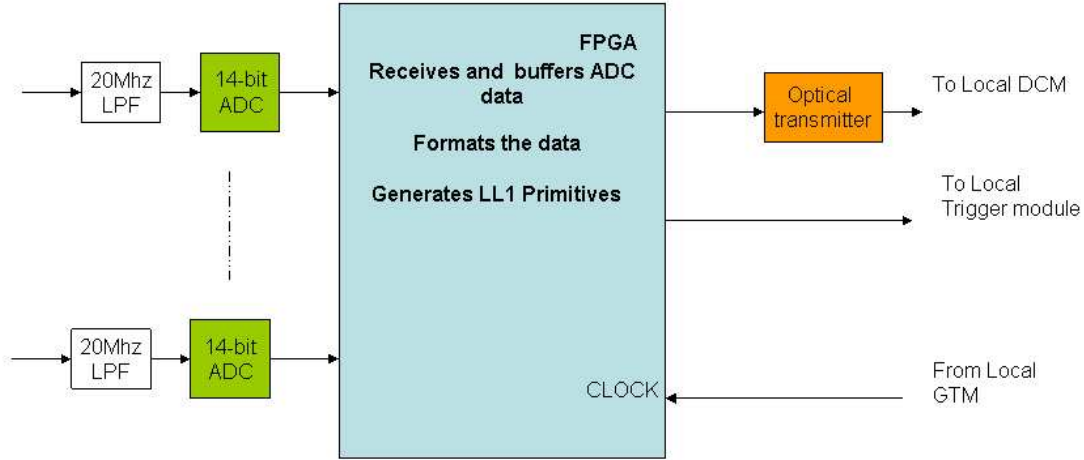 20Mhz
LPF
14-bit
ADC
FPGA
Receives and buffers ADC
data
Formats the data
Generates LL1 Primitives
Optical
transmitter
To Local DCM
To Local
Trigger module
20Mhz
LPF
14-bit
ADC
CLOCK
From Local
GTM